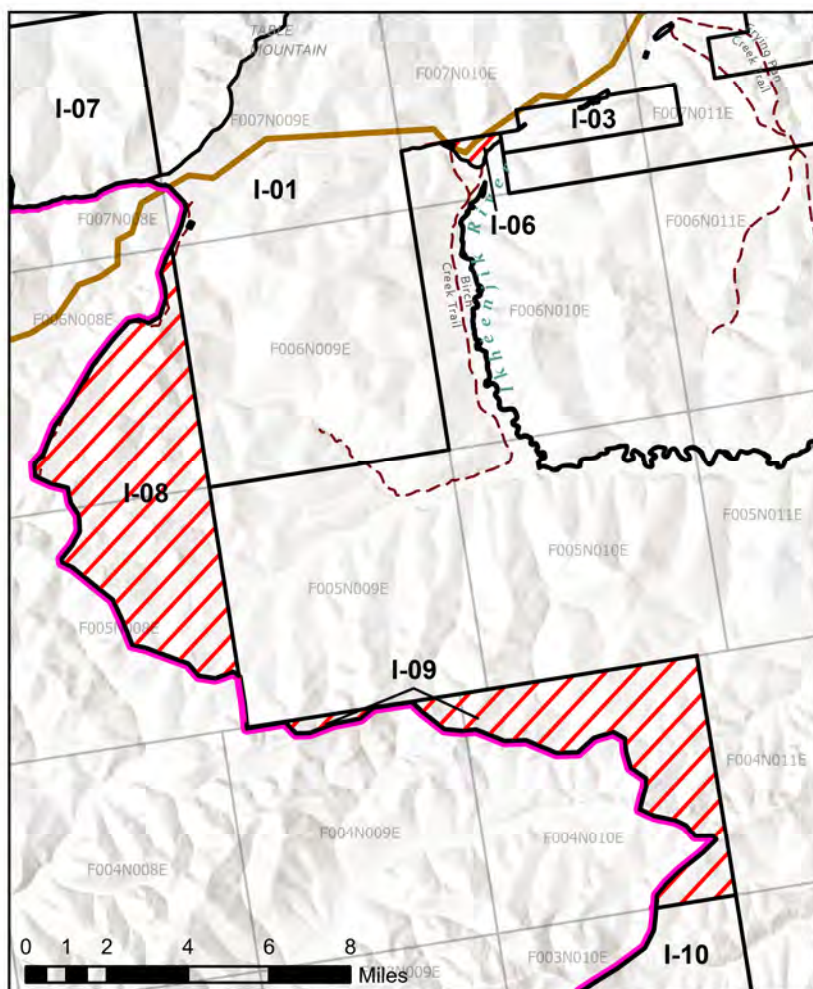 TABLE
MOUNTAIN
Frying Pan
Creek Trail
F007N010E
I-07
F007N009E
I-03
F007N011E
I-01
F007N008E
I-06
F006N011E
Ikheenjik River
Birch
Creek Trail
F006N008E
F006N010E
F006N009E
I-08
F005N011E
F005N010E
F005N009E
F005N008E
I-09
F004N011E
F004N010E
F004N009E
F004N008E
I-10
F003N010E
0 1 2 4 6 8
Miles